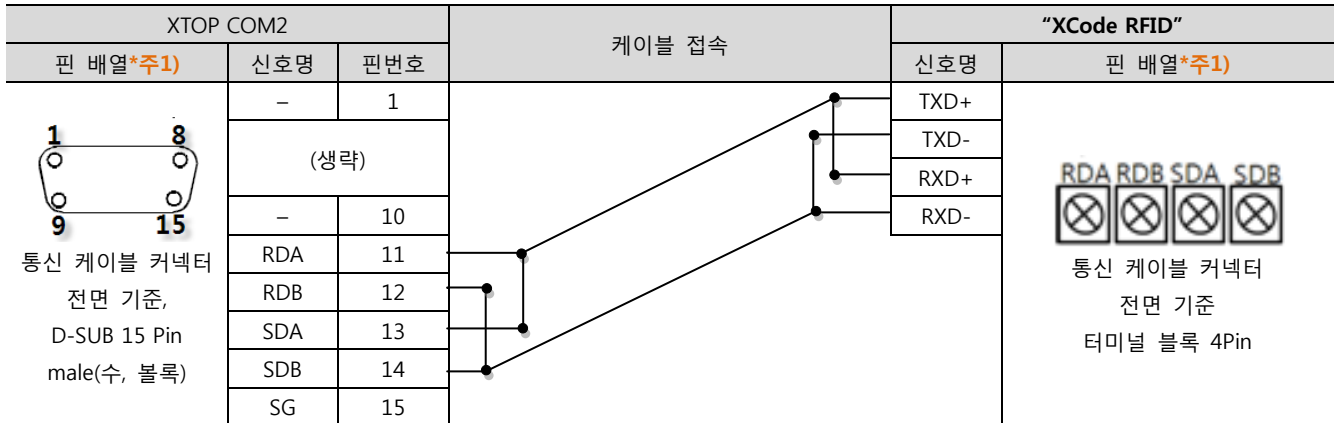 XTOP COM2
케이블 접속
“XCode RFID”
핀 배열*주1)
신호명
핀번호
신호명
핀 배열*주1)
– 1
TXD+
(생략)
TXD-
RXD+
– 10
RXD-
RDA 11
RDB 12
SDA 13
SDB 14
SG 15
1 8
9 15
통신 케이블 커넥터
전면 기준,
D-SUB 15 Pin
male(수, 볼록)
RDA RDB SDA SDB
통신 케이블 커넥터
전면 기준
터미널 블록 4Pin